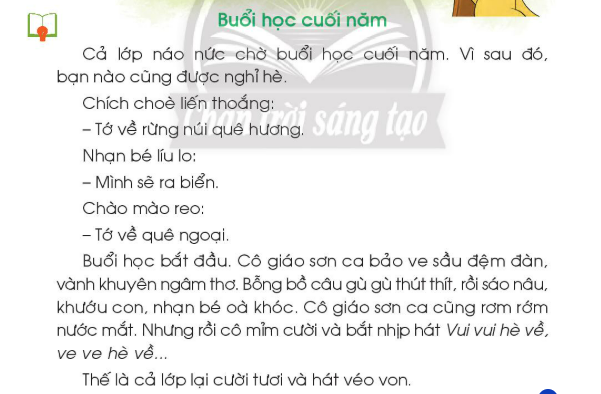 Buổi học cuối năm
Cả lớp náo nức chờ buổi học cuối năm. Vì sau đó,
bạn nào cũng được nghỉ hè.
Chích choè liến thoắng:
– Tớ về rừng núi quê hương.
Nhạn bé líu lo:
– Mình sẽ ra biển.
Chào mào reo:
– Tớ về quê ngoại.
Buổi học bắt đầu. Cô giáo sơn ca bảo ve sầu đệm đàn,
vành khuyên ngâm thơ. Bỗng bồ câu gù gù thút thít, rồi sáo nâu,
khướu con, nhạn bé oà khóc. Cô giáo sơn ca cũng rơm rớm
nước mắt. Nhưng rồi cô mỉm cười và bắt nhịp hát Vui vui hè về,
ve ve hè về...
Thế là cả lớp lại cười tươi và hát véo von.
Chân trời sáng tạo